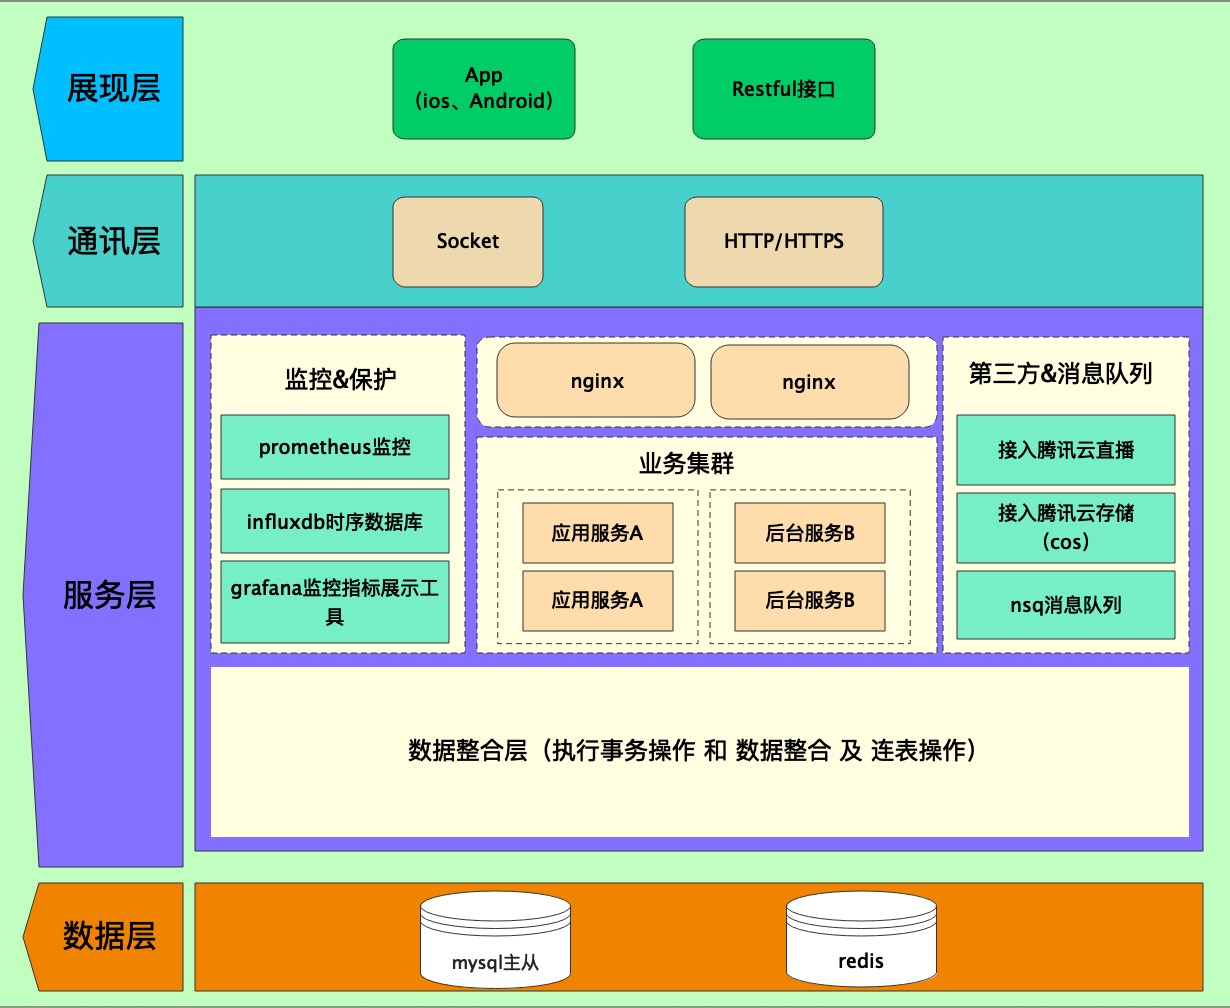 展现层
App
（ios、Android）
Restful接口
通讯层
Socket
HTTP/HTTPS
服务层
监控&保护
prometheus监控
influxdb时序数据库
grafana监控指标展示工
具
nginx
nginx
业务集群
应用服务A
后台服务B
应用服务A
后台服务B
第三方&消息队列
接入腾讯云直播
接入腾讯云存储
（cos）
nsq消息队列
数据整合层（执行事务操作 和 数据整合 及 连表操作）
数据层
mysql主从
redis